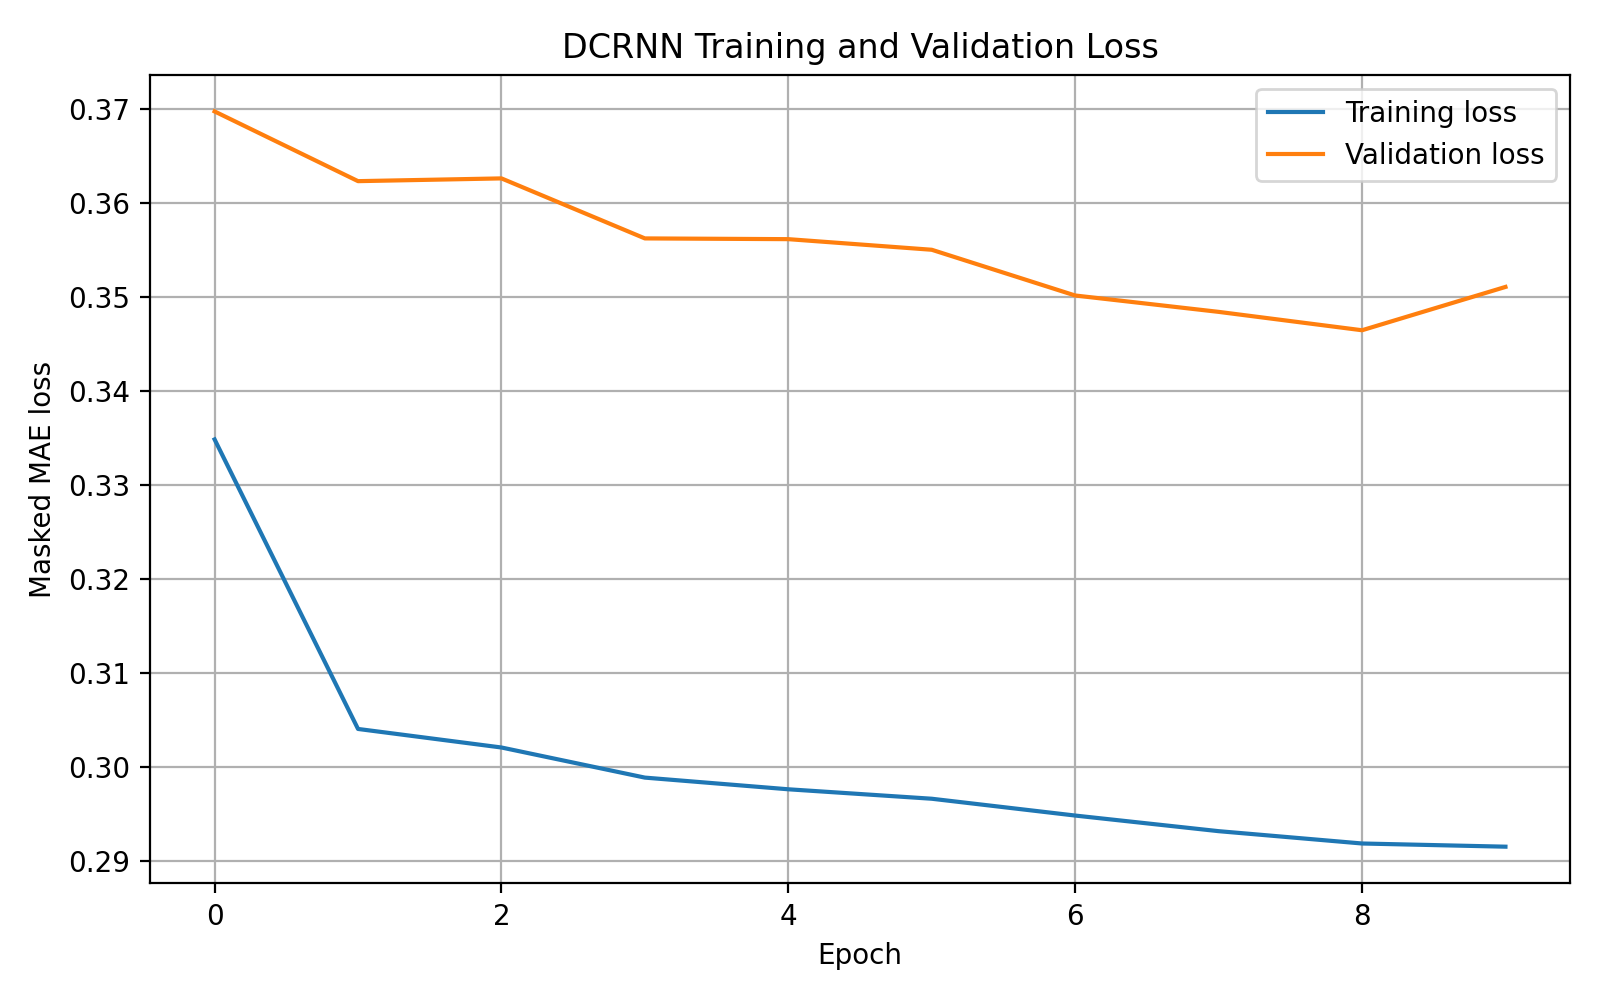 DCRNN Training and Validation Loss
Training loss
Validation loss
Masked MAE loss
0.37
0.36
0.35
0.34
0.33
0.32
0.31
0.30
0.29
0 2 4 6 8
Epoch